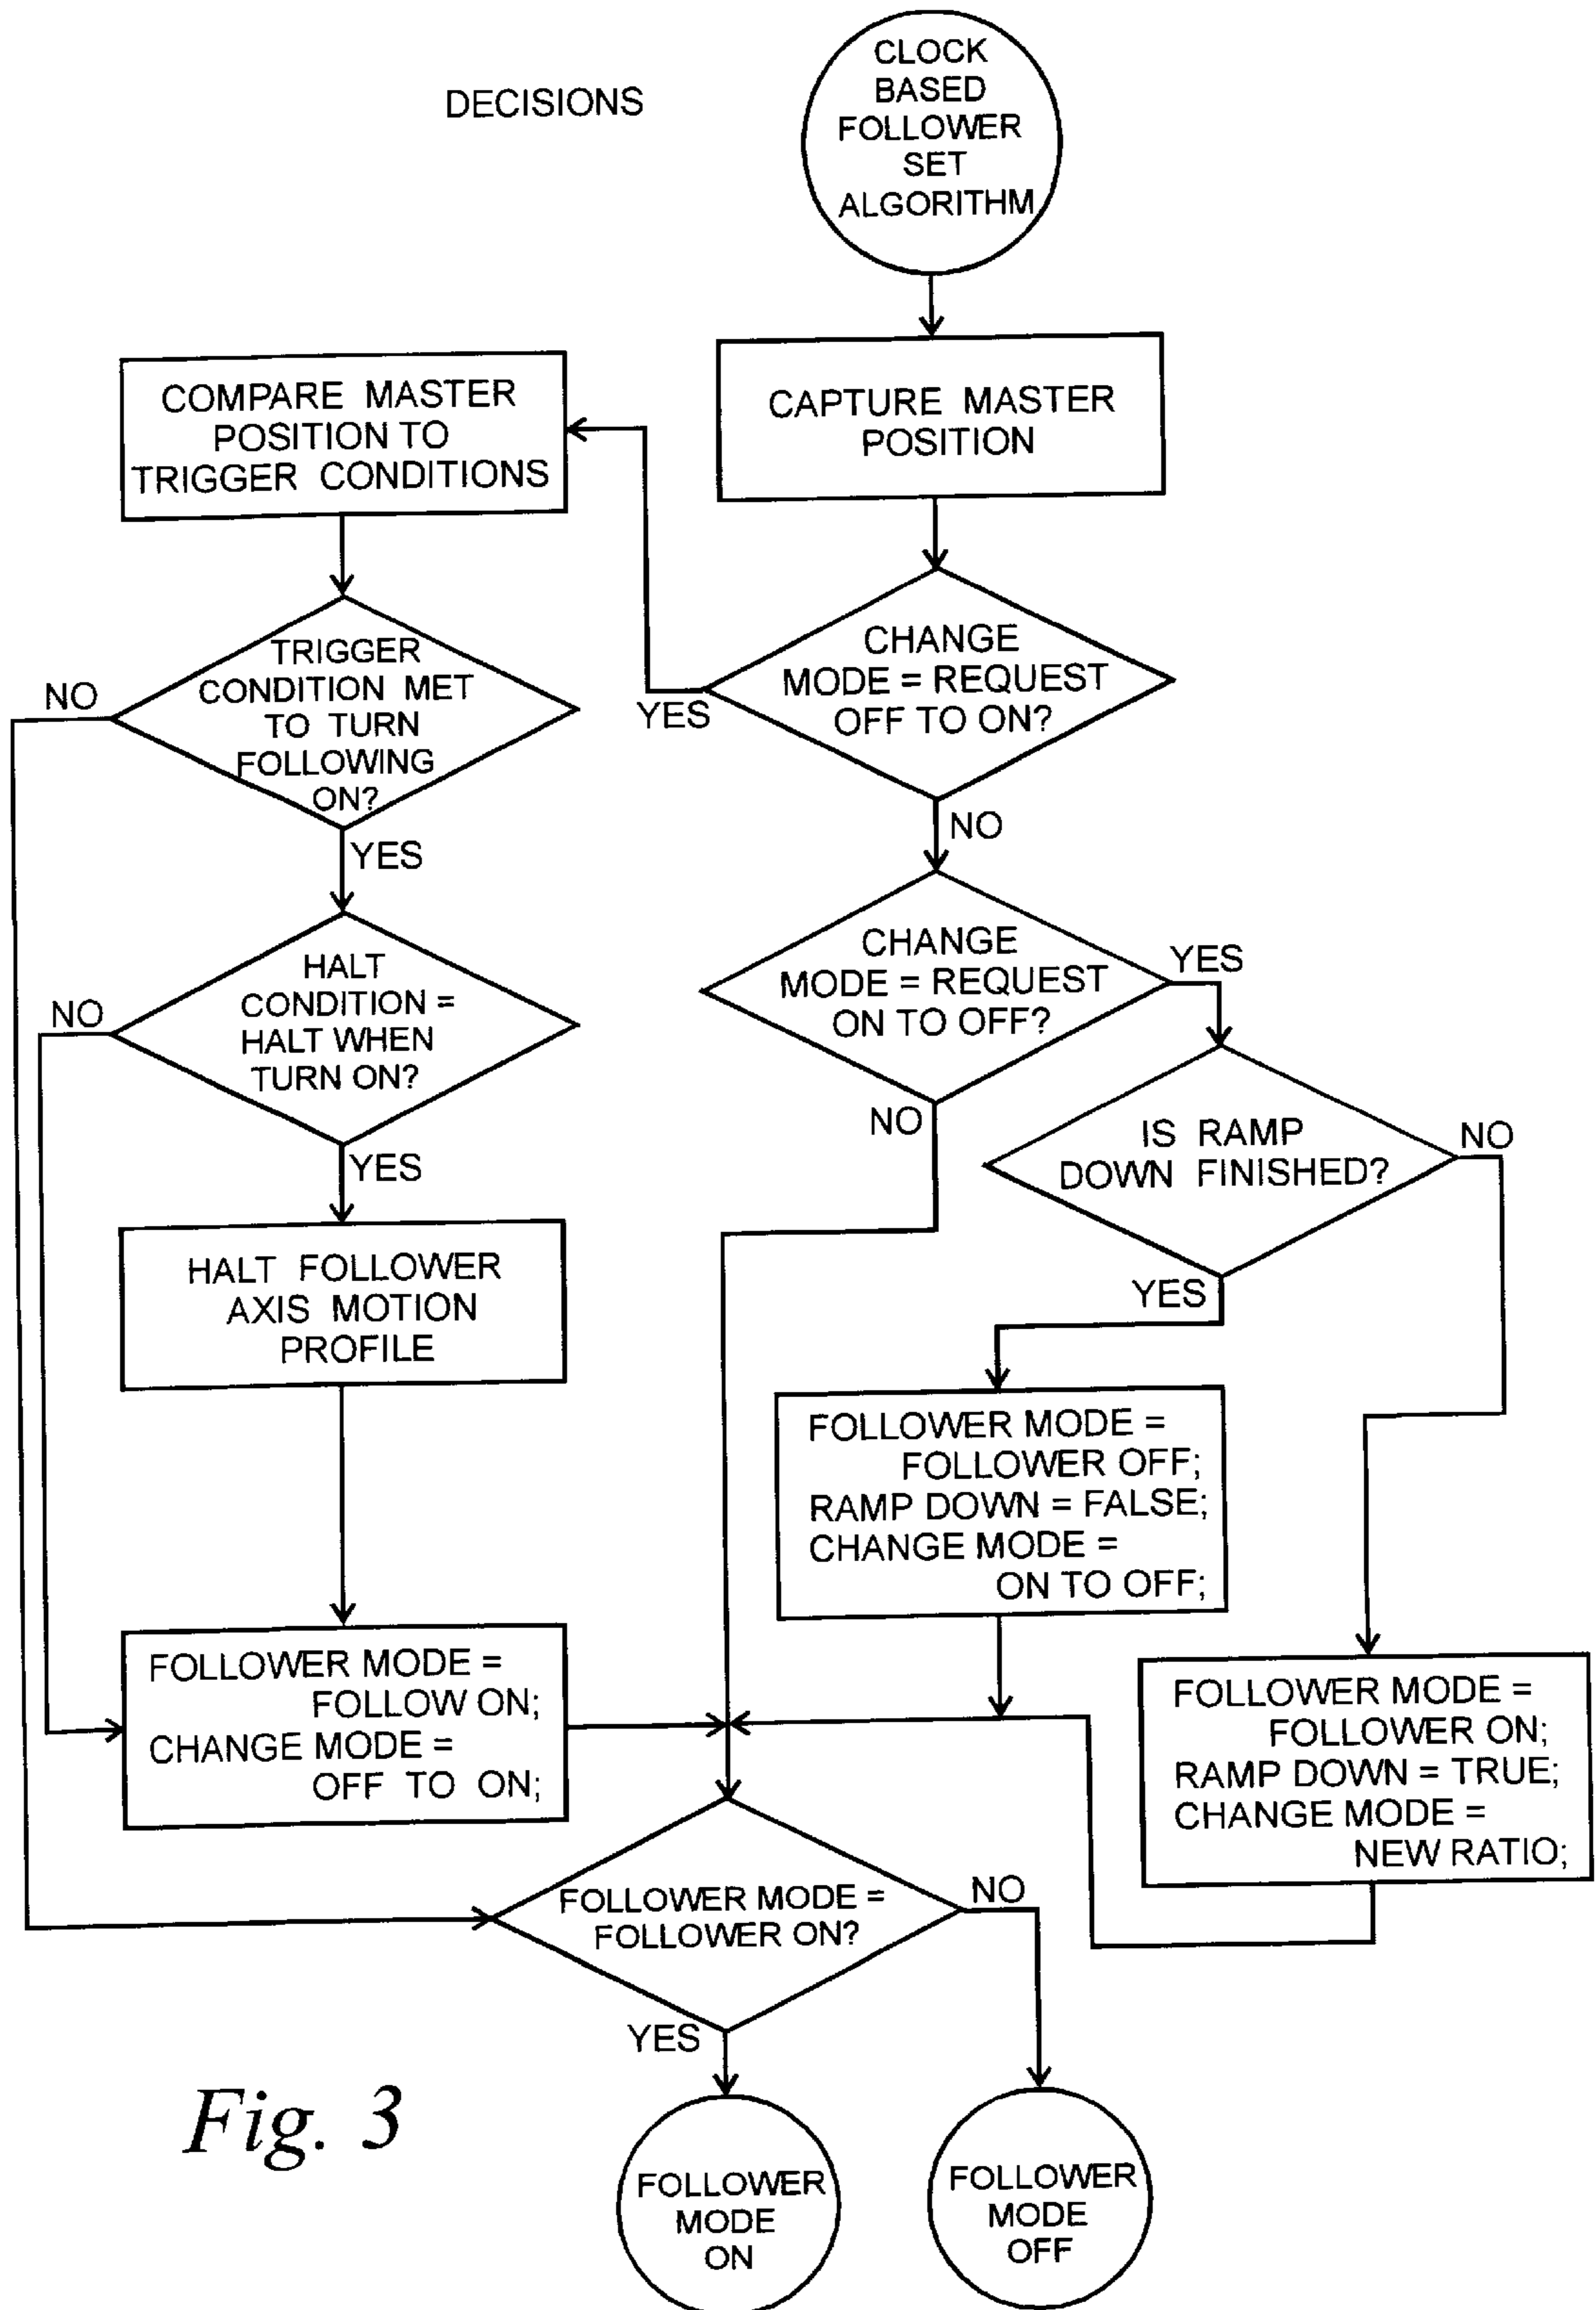 DECISIONS
CLOCK
BASED
FOLLOWER
SET
ALGORITHM
CAPTURE MASTER
POSITION
COMPARE MASTER
POSITION TO
TRIGGER CONDITIONS
CHANGE
MODE = REQUEST
OFF TO ON?
YES
NO
TRIGGER
CONDITION MET
TO TURN
FOLLOWING
ON?
NO
YES
HALT
CONDITION =
HALT WHEN
TURN ON?
NO
YES
HALT FOLLOWER
AXIS MOTION
PROFILE
FOLLOWER MODE =
FOLLOW ON;
CHANGE MODE =
OFF TO ON;
CHANGE
MODE = REQUEST
ON TO OFF?
YES
NO
IS RAMP
DOWN FINISHED?
NO
YES
FOLLOWER MODE =
FOLLOWER OFF;
RAMP DOWN = FALSE;
CHANGE MODE =
ON TO OFF;
FOLLOWER MODE =
FOLLOWER ON;
RAMP DOWN = TRUE;
CHANGE MODE =
NEW RATIO;
FOLLOWER MODE =
FOLLOWER ON?
NO
YES
FOLLOWER
MODE
ON
FOLLOWER
MODE
OFF
Fig. 3